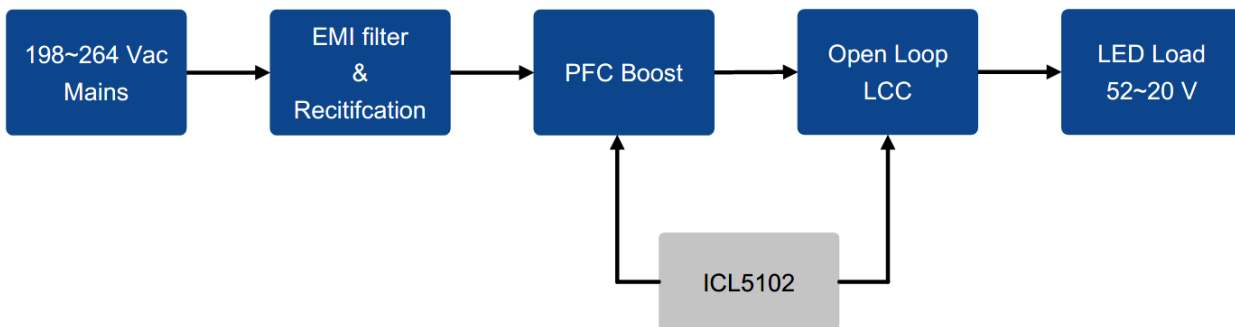 198~264 Vac
Mains
EMI filter
&
Recitifcation
PFC Boost
Open Loop
LCC
LED Load
52~20 V
ICL5102